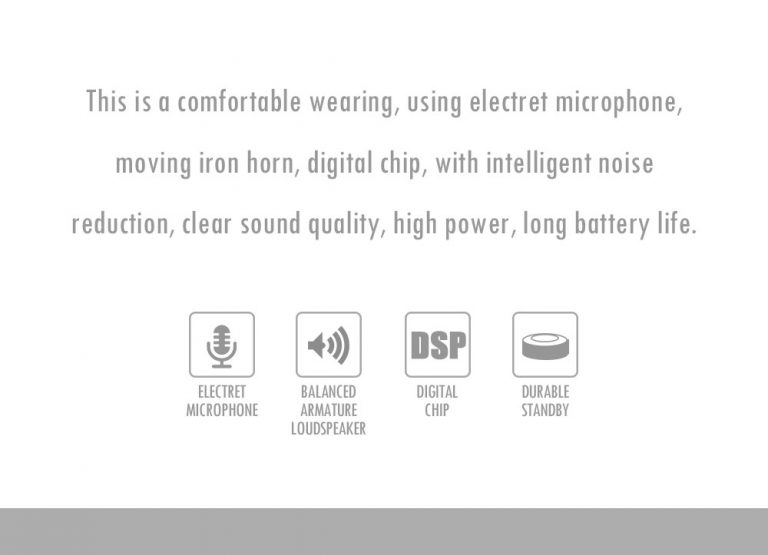 This is a comfortable wearing, using electret microphone,
moving iron horn, digital chip, with intelligent noise
reduction, clear sound quality, high power, long battery life.
DSP
ELECTRET
MICROPHONE
BALANCED
ARMATURE
LOUDSPEAKER
DIGITAL
CHIP
DURABLE
STANDBY